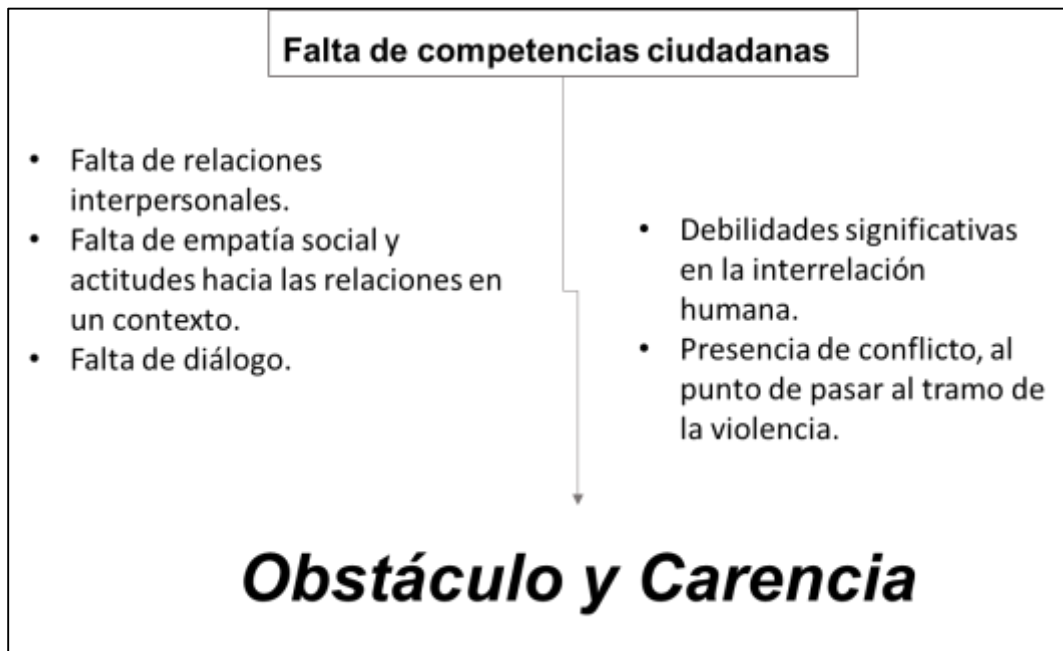 Falta de competencias ciudadanas
• Falta de relaciones
interpersonales.
• Falta de empatía social y
actitudes hacia las relaciones en
un contexto.
• Falta de diálogo.
• Debilidades significativas
en la interrelación
humana.
• Presencia de conflicto, al
punto de pasar al tramo de
la violencia.
Obstáculo y Carencia